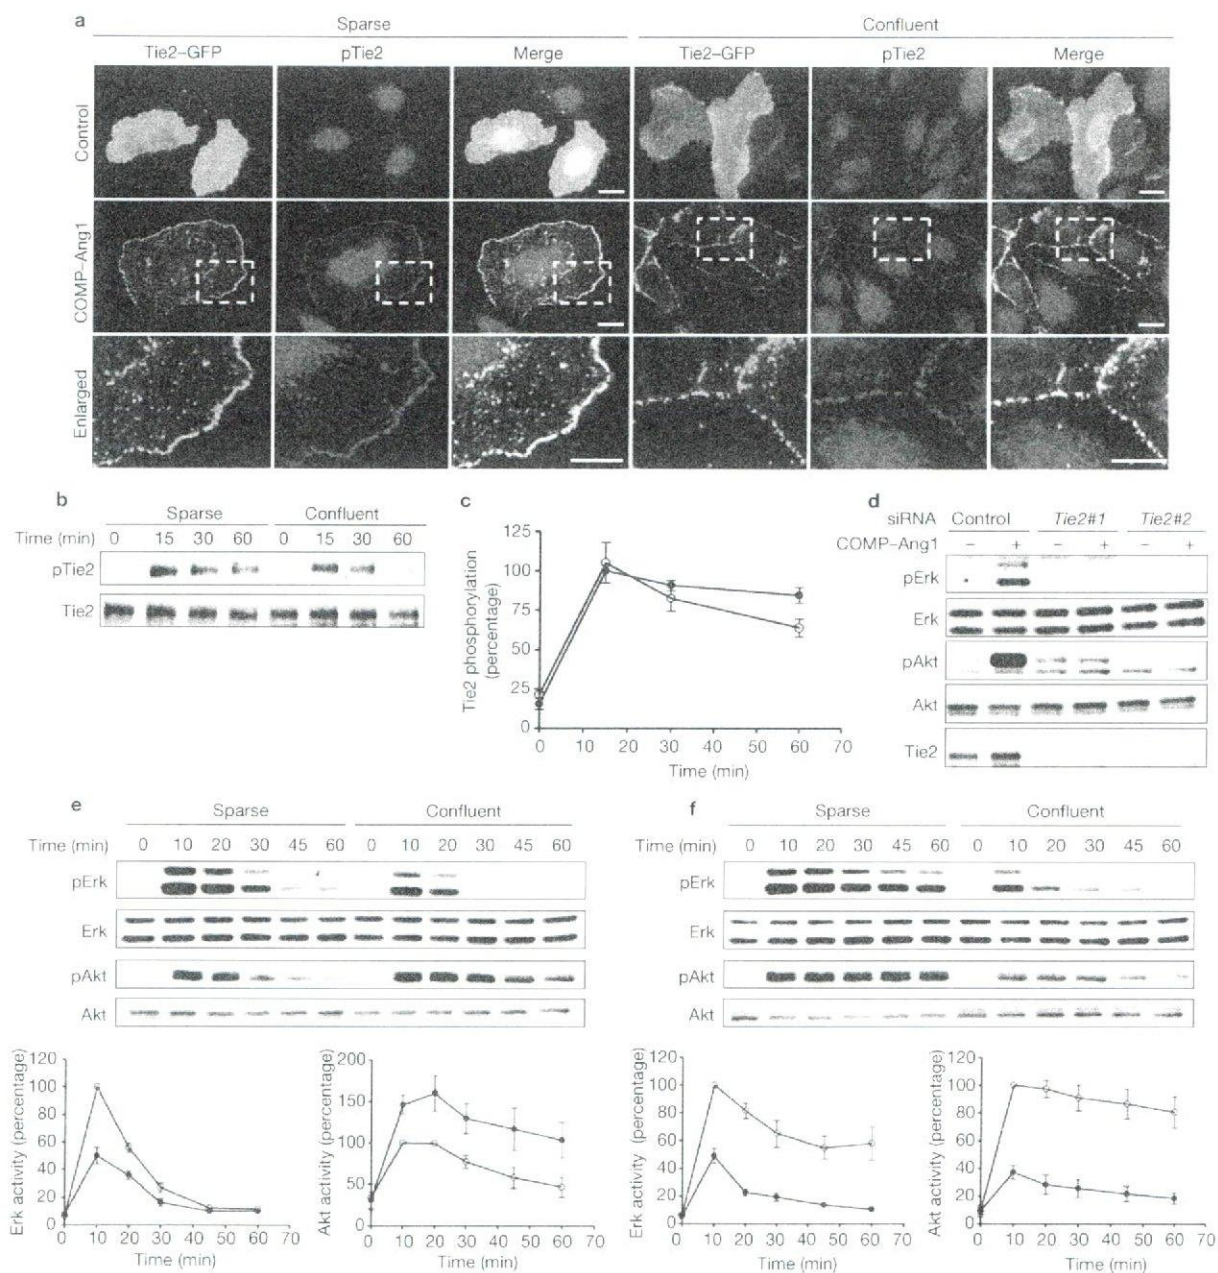 a
Sparse Confluent
Tie2–GFP pTie2 Merge Tie2–GFP pTie2 Merge
Control
COMP–Ang1
Enlarged
b
Sparse Confluent
Time (min) 0 15 30 60 0 15 30 60
pTie2
Tie2
c
Tie2 phosphorylation (percentage)
125
100
75
50
25
0
0 10 20 30 40 50 60 70
Time (min)
d
siRNA Control Tie2#1 Tie2#2
COMP–Ang1 – + – + – +
pErk
Erk
pAkt
Akt
Tie2
e
Sparse Confluent
Time (min) 0 10 20 30 45 60 0 10 20 30 45 60
pErk
Erk
pAkt
Akt
Erk activity (percentage)
120
100
80
60
40
20
0
0 10 20 30 40 50 60 70
Time (min)
Akt activity (percentage)
200
150
100
50
0
0 10 20 30 40 50 60 70
Time (min)
f
Sparse Confluent
Time (min) 0 10 20 30 45 60 0 10 20 30 45 60
pErk
Erk
pAkt
Akt
Erk activity (percentage)
120
100
80
60
40
20
0
0 10 20 30 40 50 60 70
Time (min)
Akt activity (percentage)
120
100
80
60
40
20
0
0 10 20 30 40 50 60 70
Time (min)